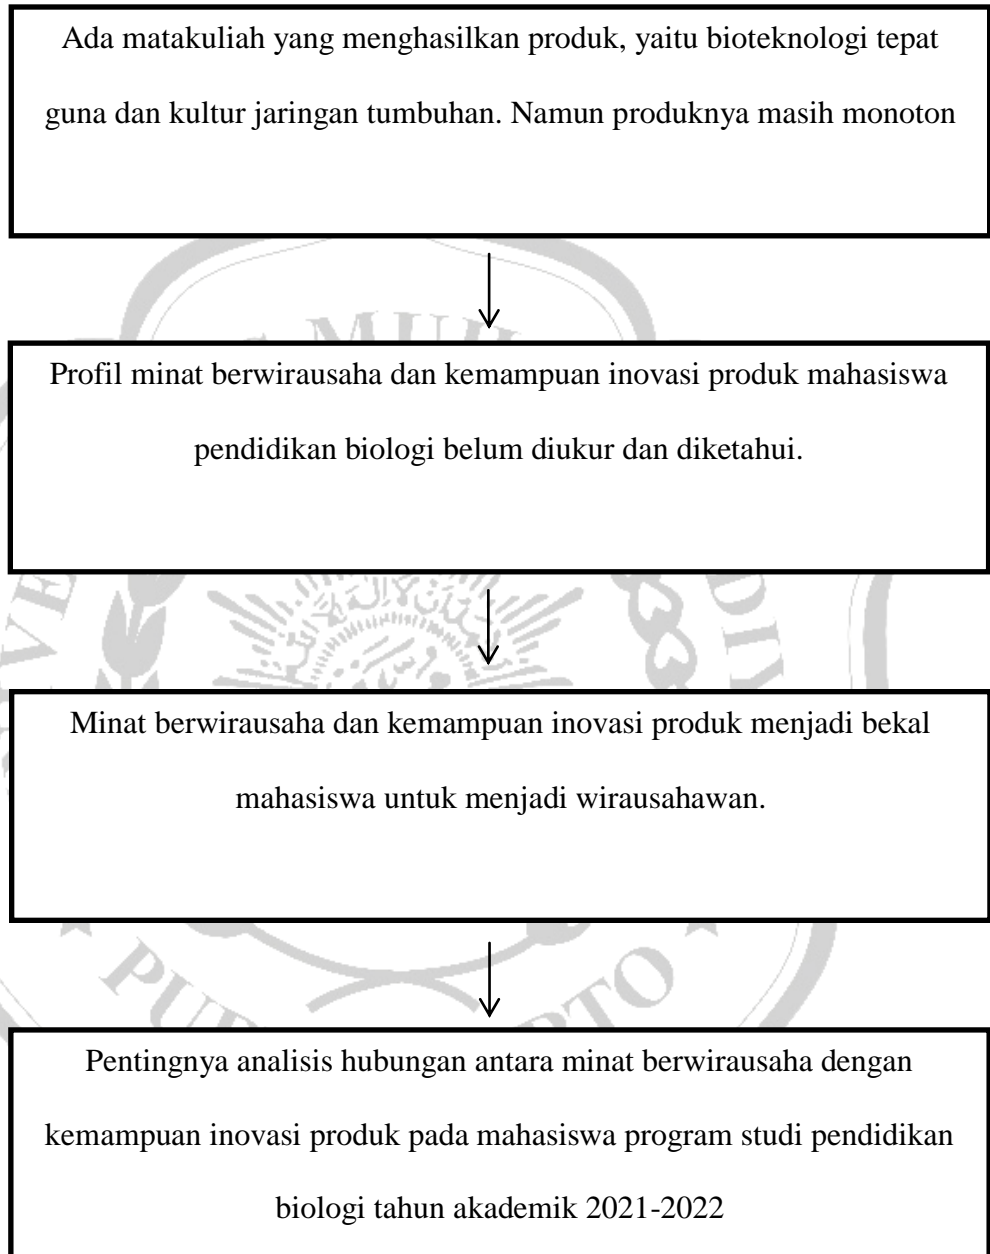 Ada matakuliah yang menghasilkan produk, yaitu bioteknologi tepat
guna dan kultur jaringan tumbuhan. Namun produknya masih monoton
Profil minat berwirausaha dan kemampuan inovasi produk mahasiswa
pendidikan biologi belum diukur dan diketahui.
Minat berwirausaha dan kemampuan inovasi produk menjadi bekal
mahasiswa untuk menjadi wirausahawan.
Pentingnya analisis hubungan antara minat berwirausaha dengan
kemampuan inovasi produk pada mahasiswa program studi pendidikan
biologi tahun akademik 2021-2022